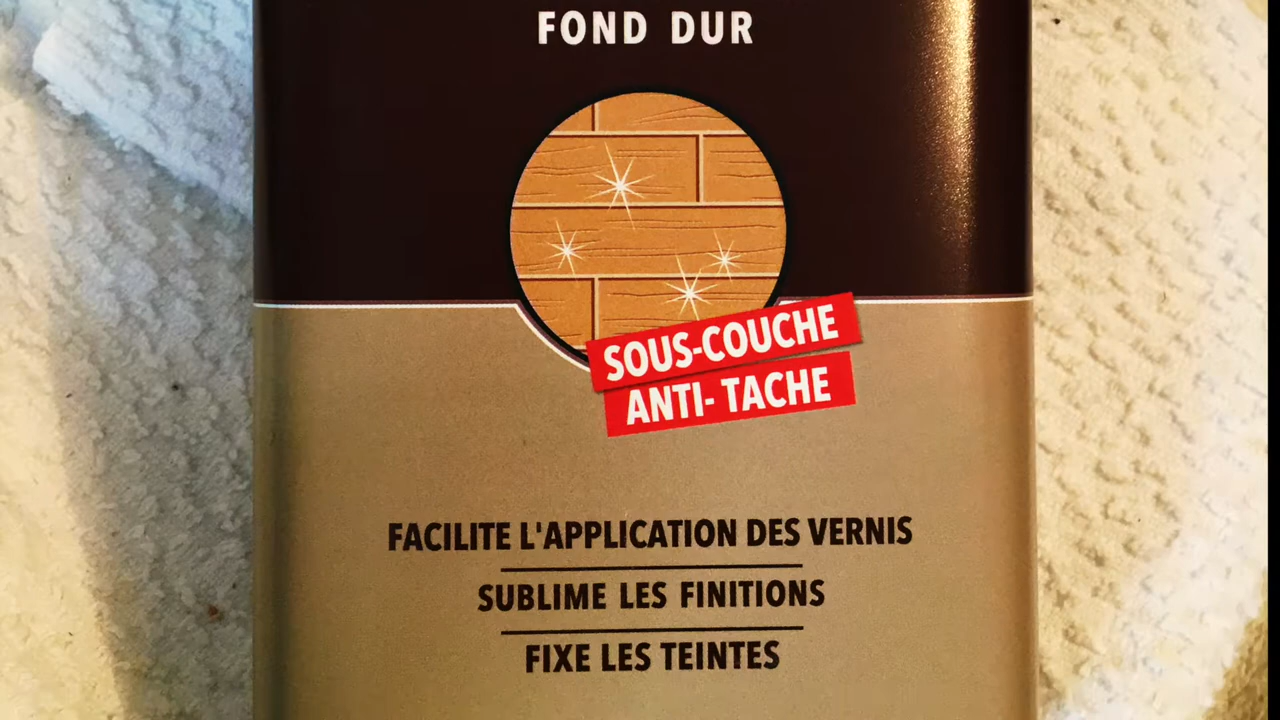 FOND DUR
SOUS-COUCHE
ANTI- TACHE
FACILITE L'APPLICATION DES VERNIS
SUBLIME LES FINITIONS
FIXE LES TEINTES